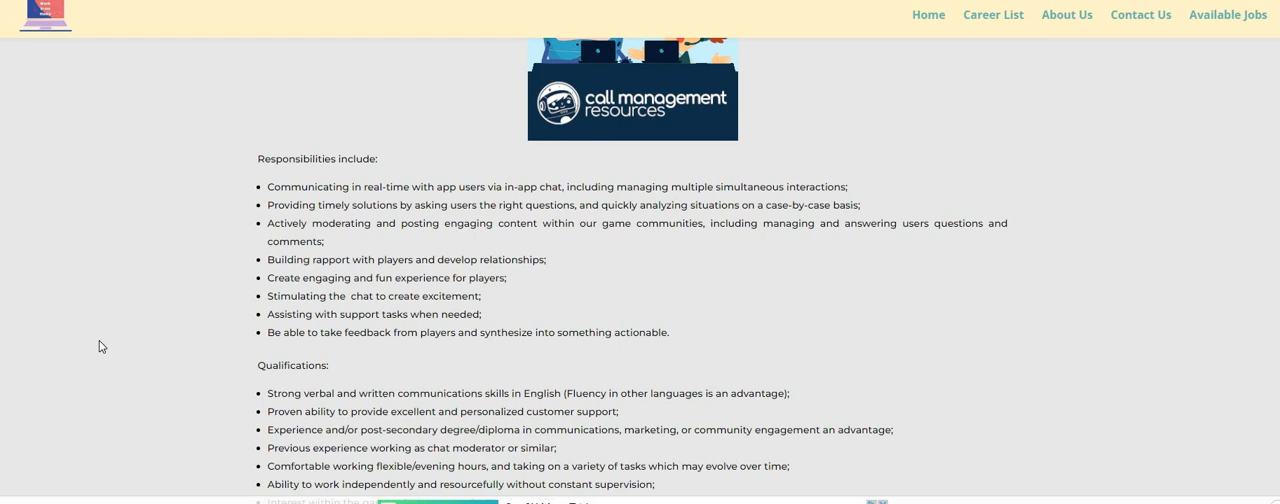 Work
From
Home
Home Career List About Us Contact Us Available Jobs
call management
resources
Responsibilities include:
Communicating in real-time with app users via in-app chat, including managing multiple simultaneous interactions;
Providing timely solutions by asking users the right questions, and quickly analyzing situations on a case-by-case basis;
Actively moderating and posting engaging content within our game communities, including managing and answering users questions and
comments;
Building rapport with players and develop relationships;
Create engaging and fun experience for players;
Stimulating the chat to create excitement;
Assisting with support tasks when needed;
Be able to take feedback from players and synthesize into something actionable.
Qualifications:
Strong verbal and written communications skills in English (Fluency in other languages is an advantage);
Proven ability to provide excellent and personalized customer support;
Experience and/or post-secondary degree/diploma in communications, marketing, or community engagement an advantage;
Previous experience working as chat moderator or similar;
Comfortable working flexible/evening hours, and taking on a variety of tasks which may evolve over time;
Ability to work independently and resourcefully without constant supervision;
Interest within the